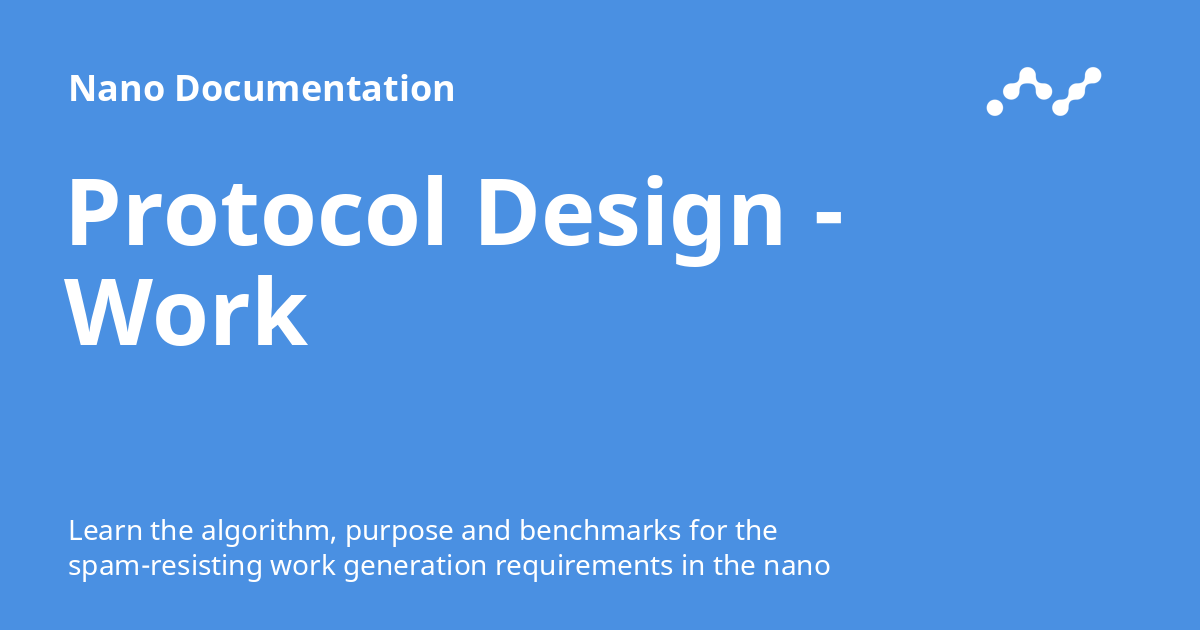 Nano Documentation
Protocol Design -
Work
Learn the algorithm, purpose and benchmarks for the
spam-resisting work generation requirements in the nano